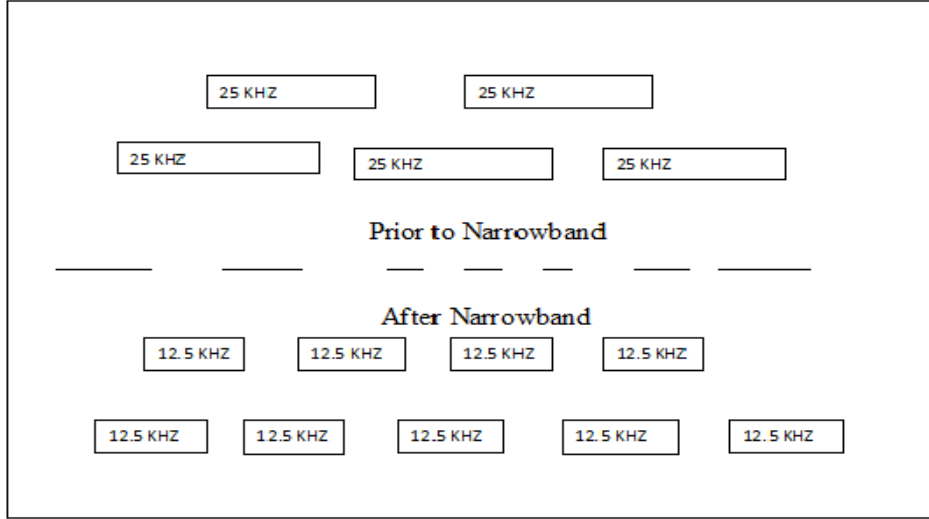 25 KHZ 25 KHZ
25 KHZ 25 KHZ 25 KHZ
Prior to Narrowband
After Narrowband
12.5 KHZ 12.5 KHZ 12.5 KHZ 12.5 KHZ
12.5 KHZ 12.5 KHZ 12.5 KHZ 12.5 KHZ 12.5 KHZ